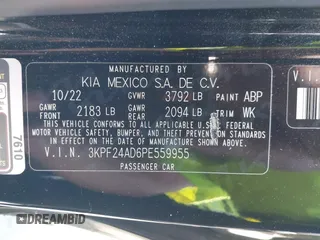 MANUFACTURED BY
KIA MEXICO S.A. DE C.V.
10/22 GVWR 3792 LB PAINT ABP
GAWR FRONT 2183 LB GAWR REAR 2094 LB TRIM WK
THIS VEHICLE CONFORMS TO ALL APPLICABLE U.S. FEDERAL
MOTOR VEHICLE SAFETY, BUMPER, AND THEFT PREVENTION
STANDARDS IN EFFECT ON THE DATE OF MANUFACTURE
SHOWN ABOVE.
V.I.N. 3KPF24AD6PE559955
PASSENGER CAR
7610
V.I.
AUTOBIDMASTER